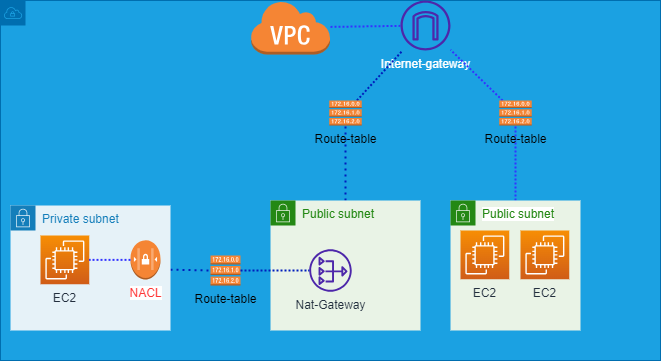 VPC
Internet-gateway
172.16.0.0
172.16.1.0
172.16.2.0
Route-table
172.16.0.0
172.16.1.0
172.16.2.0
Route-table
Private subnet
EC2
NACL
172.16.0.0
172.16.1.0
172.16.2.0
Route-table
Public subnet
Nat-Gateway
Public subnet
EC2
EC2